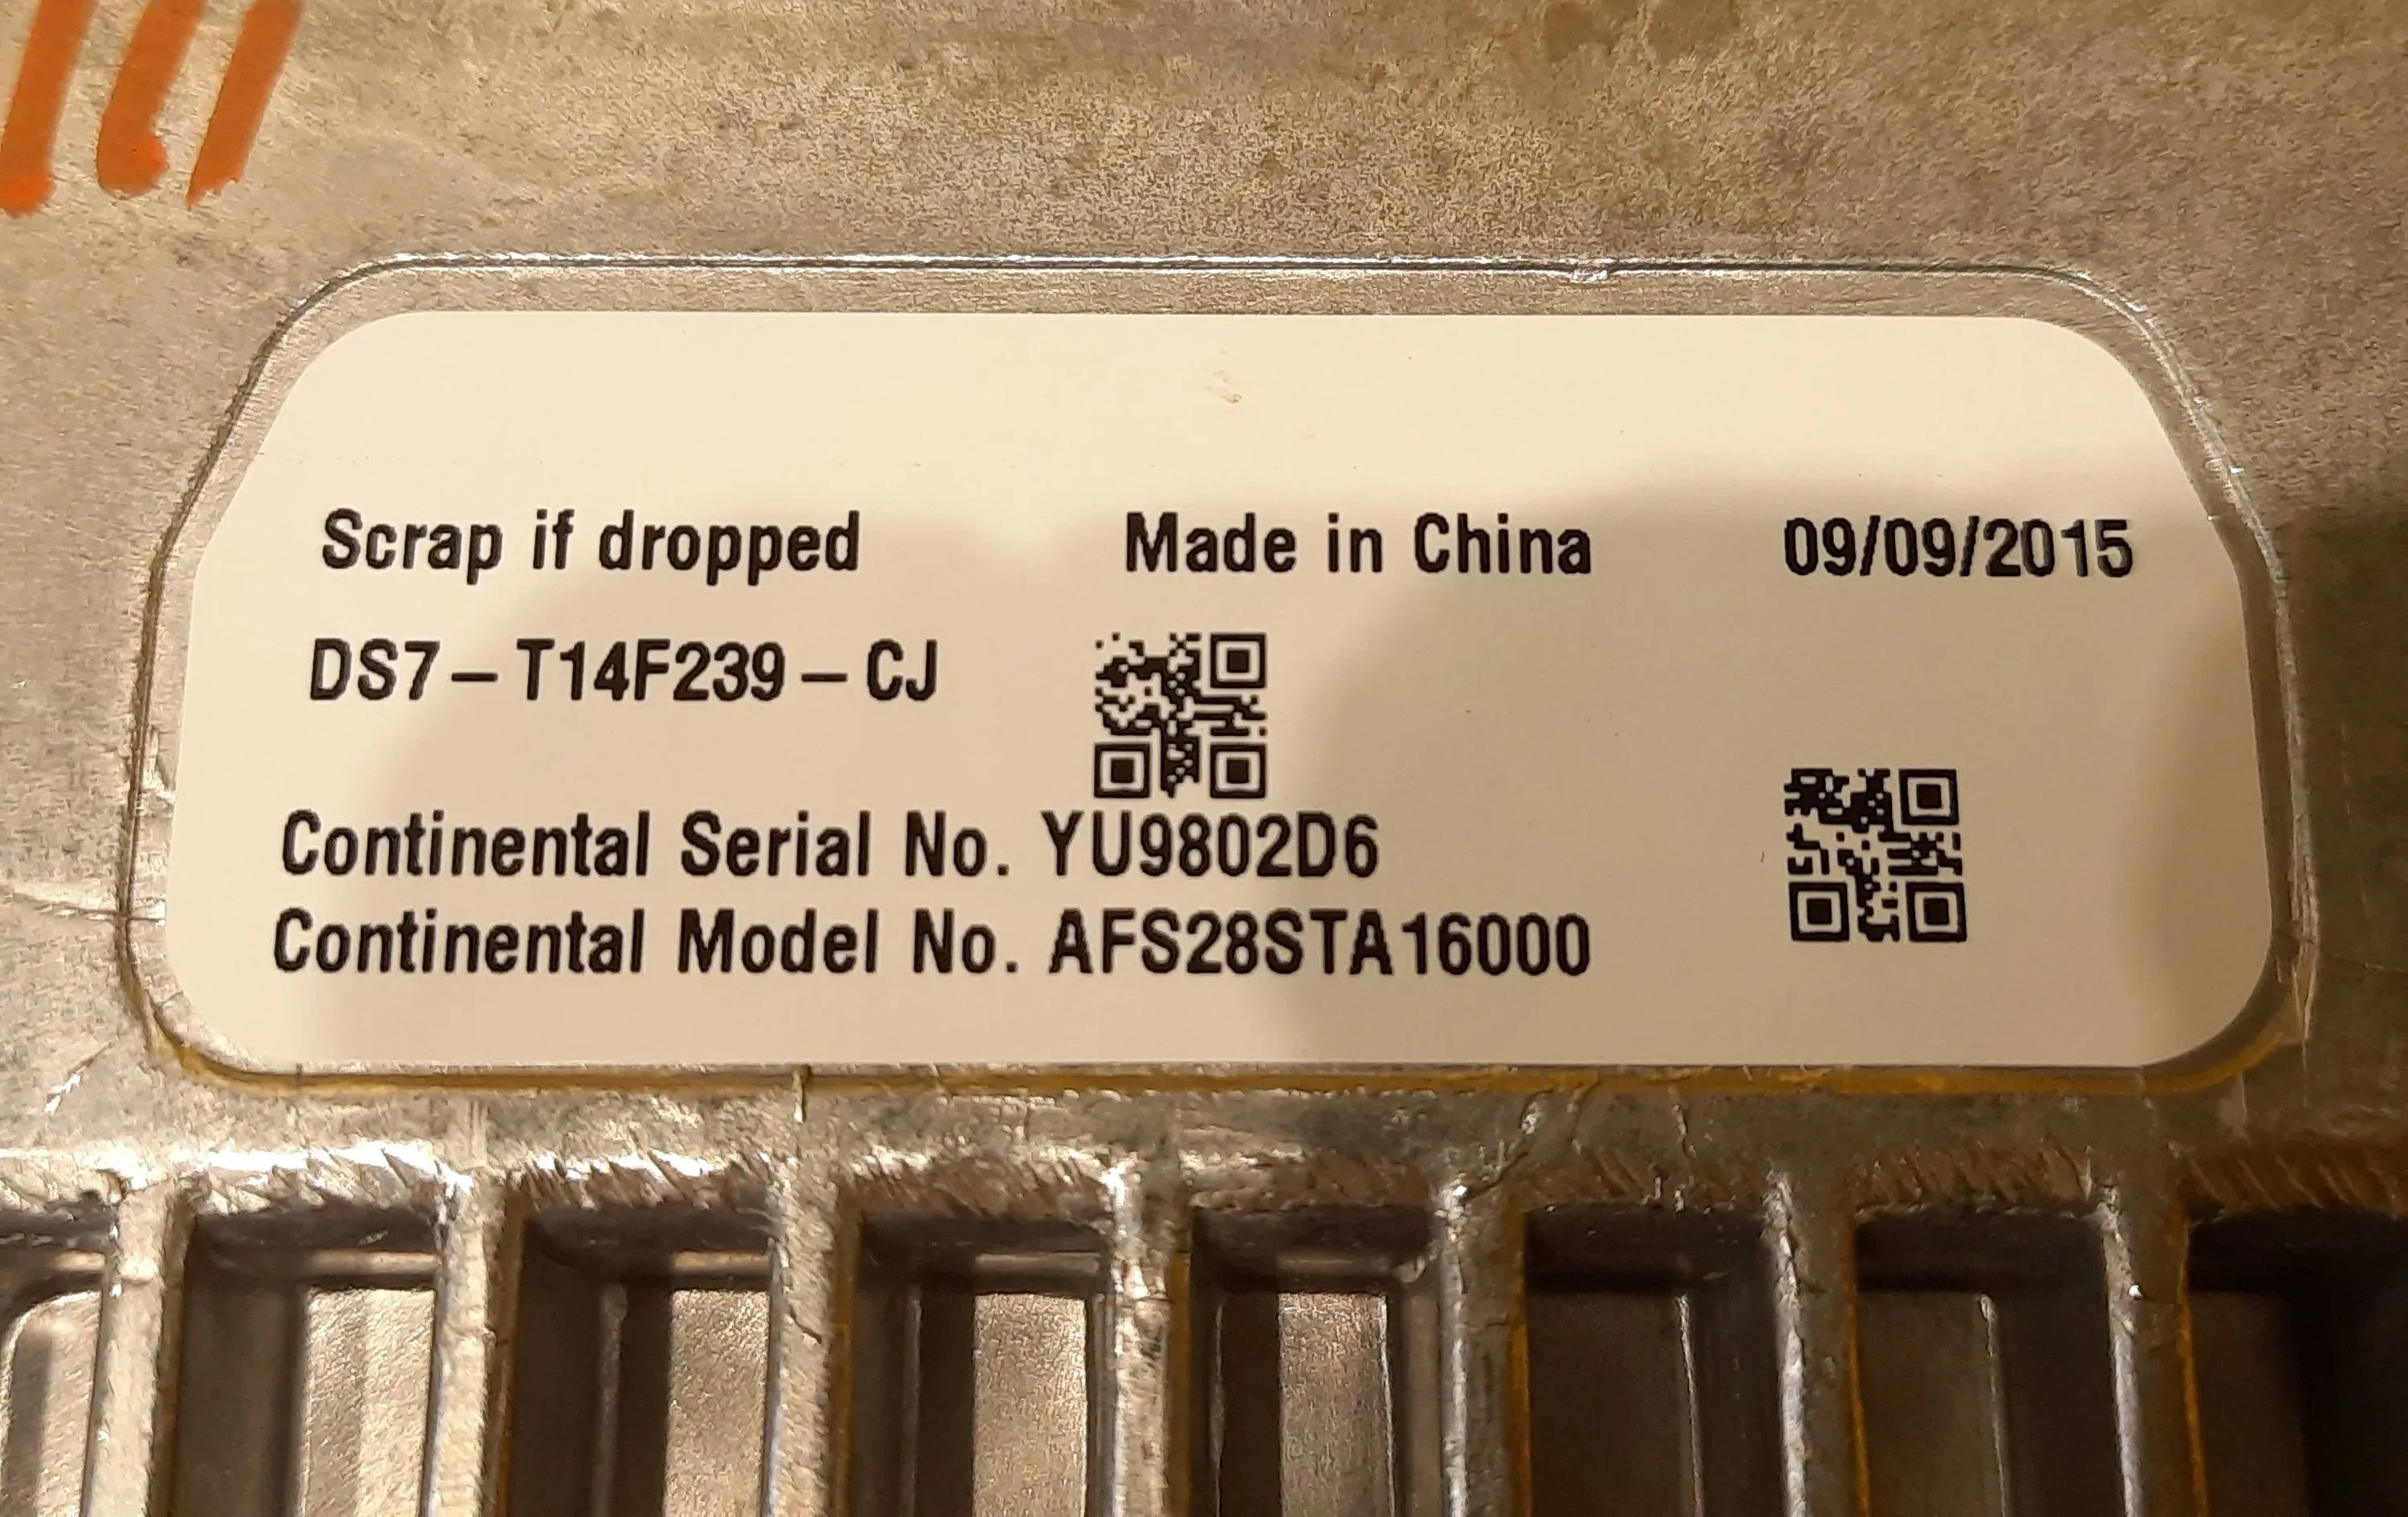 Scrap if dropped Made in China 09/09/2015
DS7-T14F239-CJ
Continental Serial No. YU9802D6
Continental Model No. AFS28STA16000